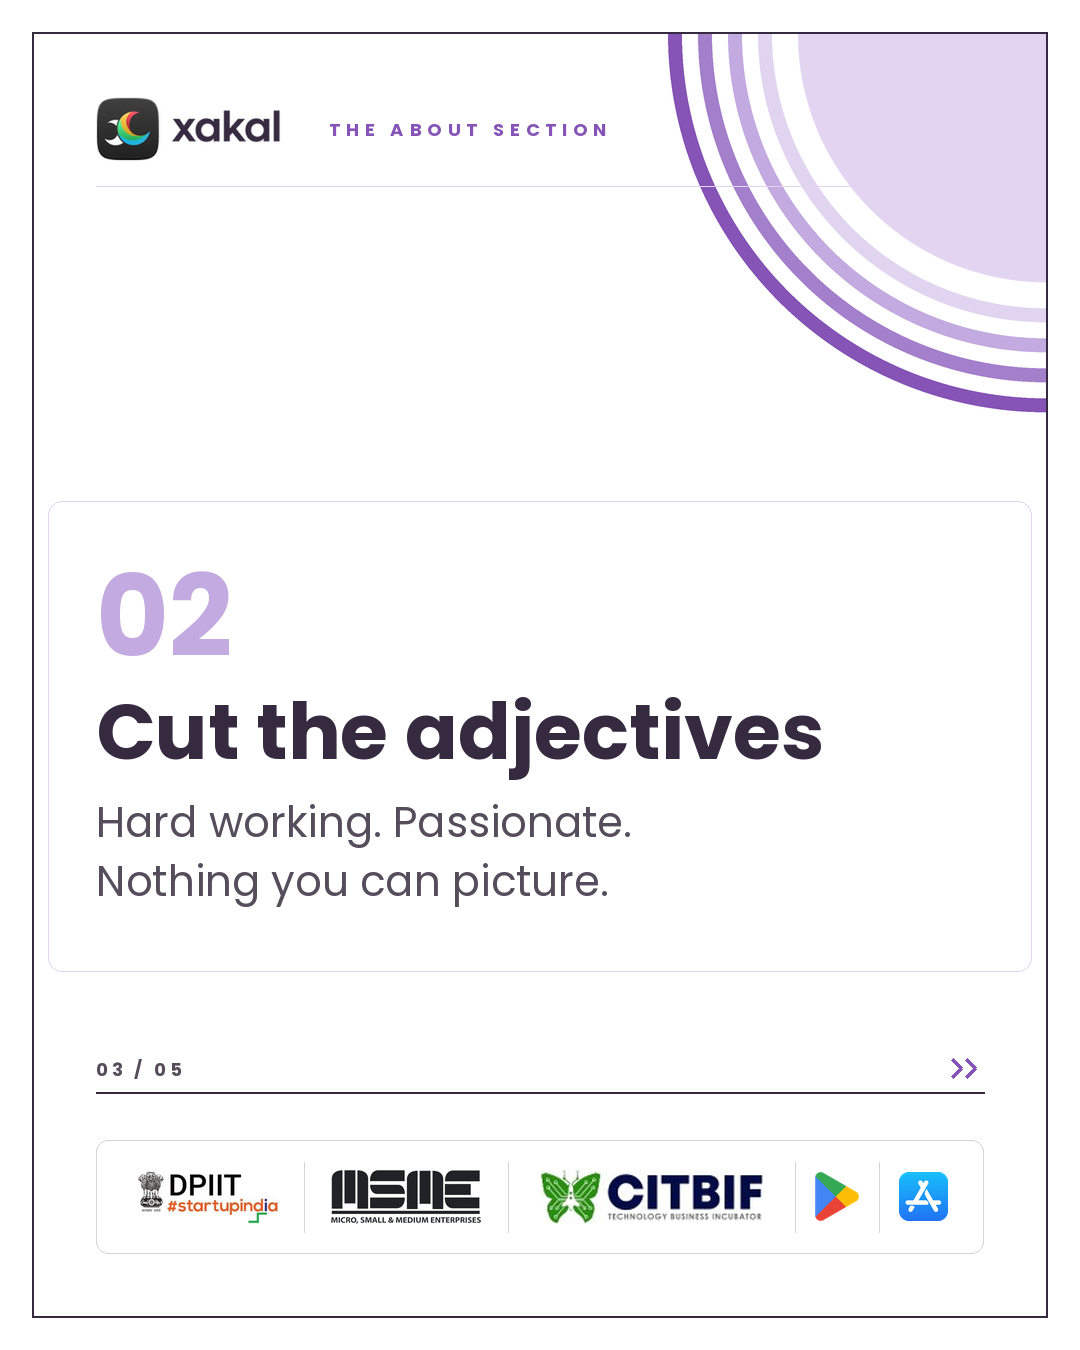 xakal
THE ABOUT SECTION
02
Cut the adjectives
Hard working. Passionate.
Nothing you can picture.
03 / 05
DPIIT
#startupindia
MSME
MICRO, SMALL & MEDIUM ENTERPRISES
CITBIF
TECHNOLOGY BUSINESS INCUBATOR